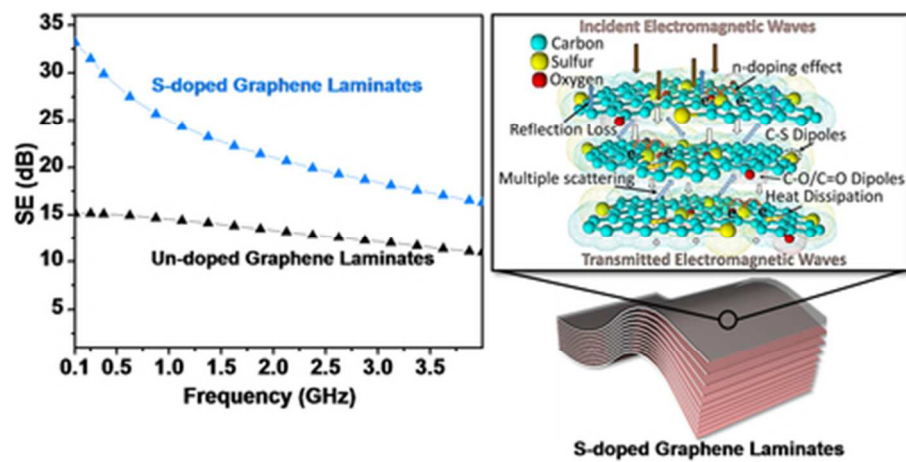 35
30
25
20
15
10
5
SE (dB)
S-doped Graphene Laminates
Un-doped Graphene Laminates
0.1 0.5 1.0 1.5 2.0 2.5 3.0 3.5
Frequency (GHz)
Incident Electromagnetic Waves
Carbon
Sulfur
Oxygen
n-doping effect
Reflection Loss
C-S Dipoles
Multiple scattering
C-O/C=O Dipoles
Heat Dissipation
Transmitted Electromagnetic Waves
S-doped Graphene Laminates